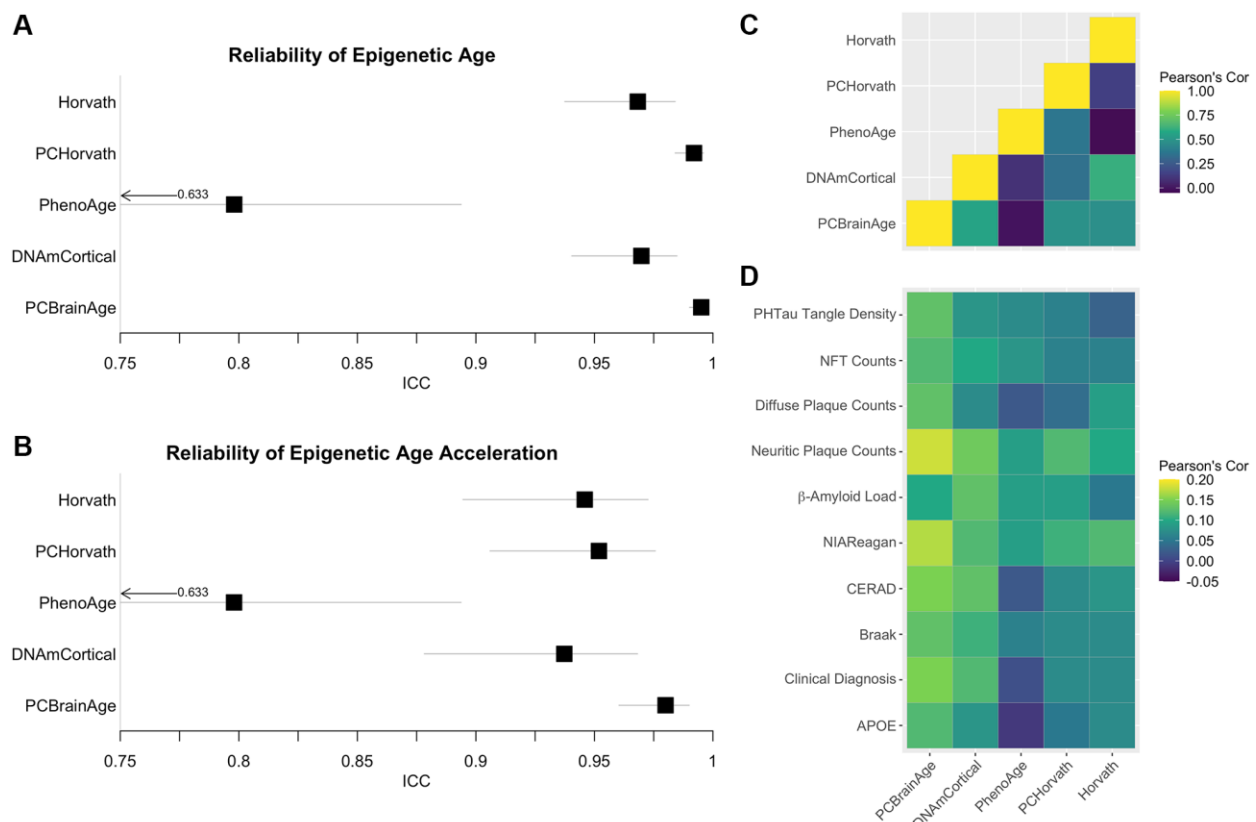 A
Reliability of Epigenetic Age
Horvath
PCHorvath
PhenoAge
0.633
DNAmCortical
PCBrainAge
0.75 0.8 0.85 0.9 0.95 1
ICC
B
Reliability of Epigenetic Age Acceleration
Horvath
PCHorvath
PhenoAge
0.633
DNAmCortical
PCBrainAge
0.75 0.8 0.85 0.9 0.95 1
ICC
C
Horvath
PCHorvath
PhenoAge
DNAmCortical
PCBrainAge
Pearson's Cor
1.00
0.75
0.50
0.25
0.00
D
PHTau Tangle Density
NFT Counts
Diffuse Plaque Counts
Neuritic Plaque Counts
β-Amyloid Load
NIAReagan
CERAD
Braak
Clinical Diagnosis
APOE
PCBrainAge
DNAmCortical
PhenoAge
PCHorvath
Horvath
Pearson's Cor
0.20
0.15
0.10
0.05
0.00
-0.05